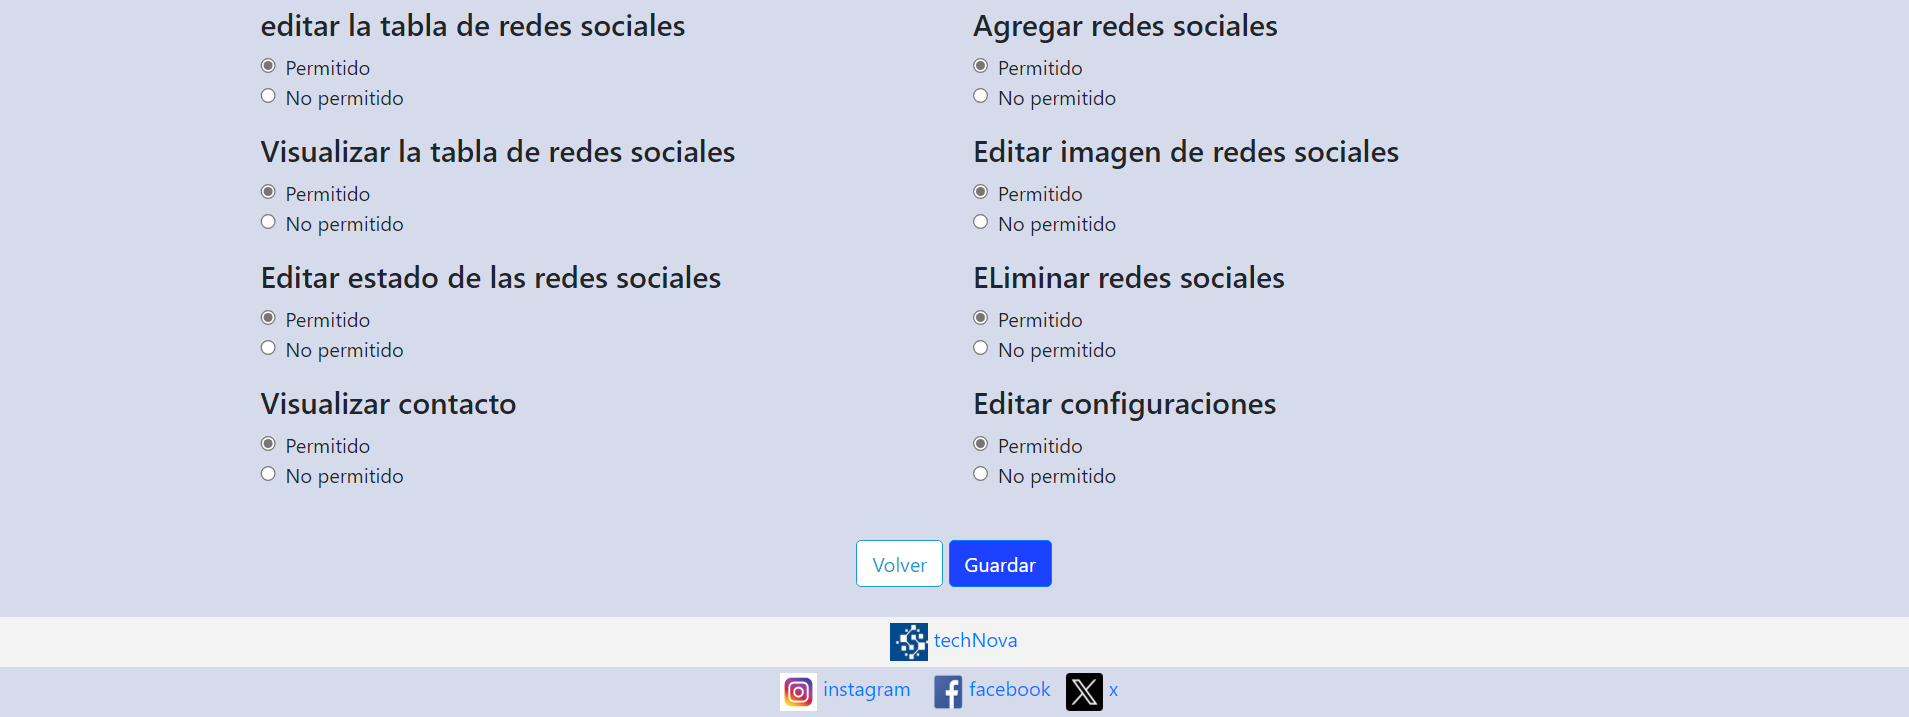 editar la tabla de redes sociales
Permitido
No permitido
Agregar redes sociales
Permitido
No permitido
Visualizar la tabla de redes sociales
Permitido
No permitido
Editar imagen de redes sociales
Permitido
No permitido
Editar estado de las redes sociales
Permitido
No permitido
ELiminar redes sociales
Permitido
No permitido
Visualizar contacto
Permitido
No permitido
Editar configuraciones
Permitido
No permitido
Volver Guardar
techNova
instagram facebook x